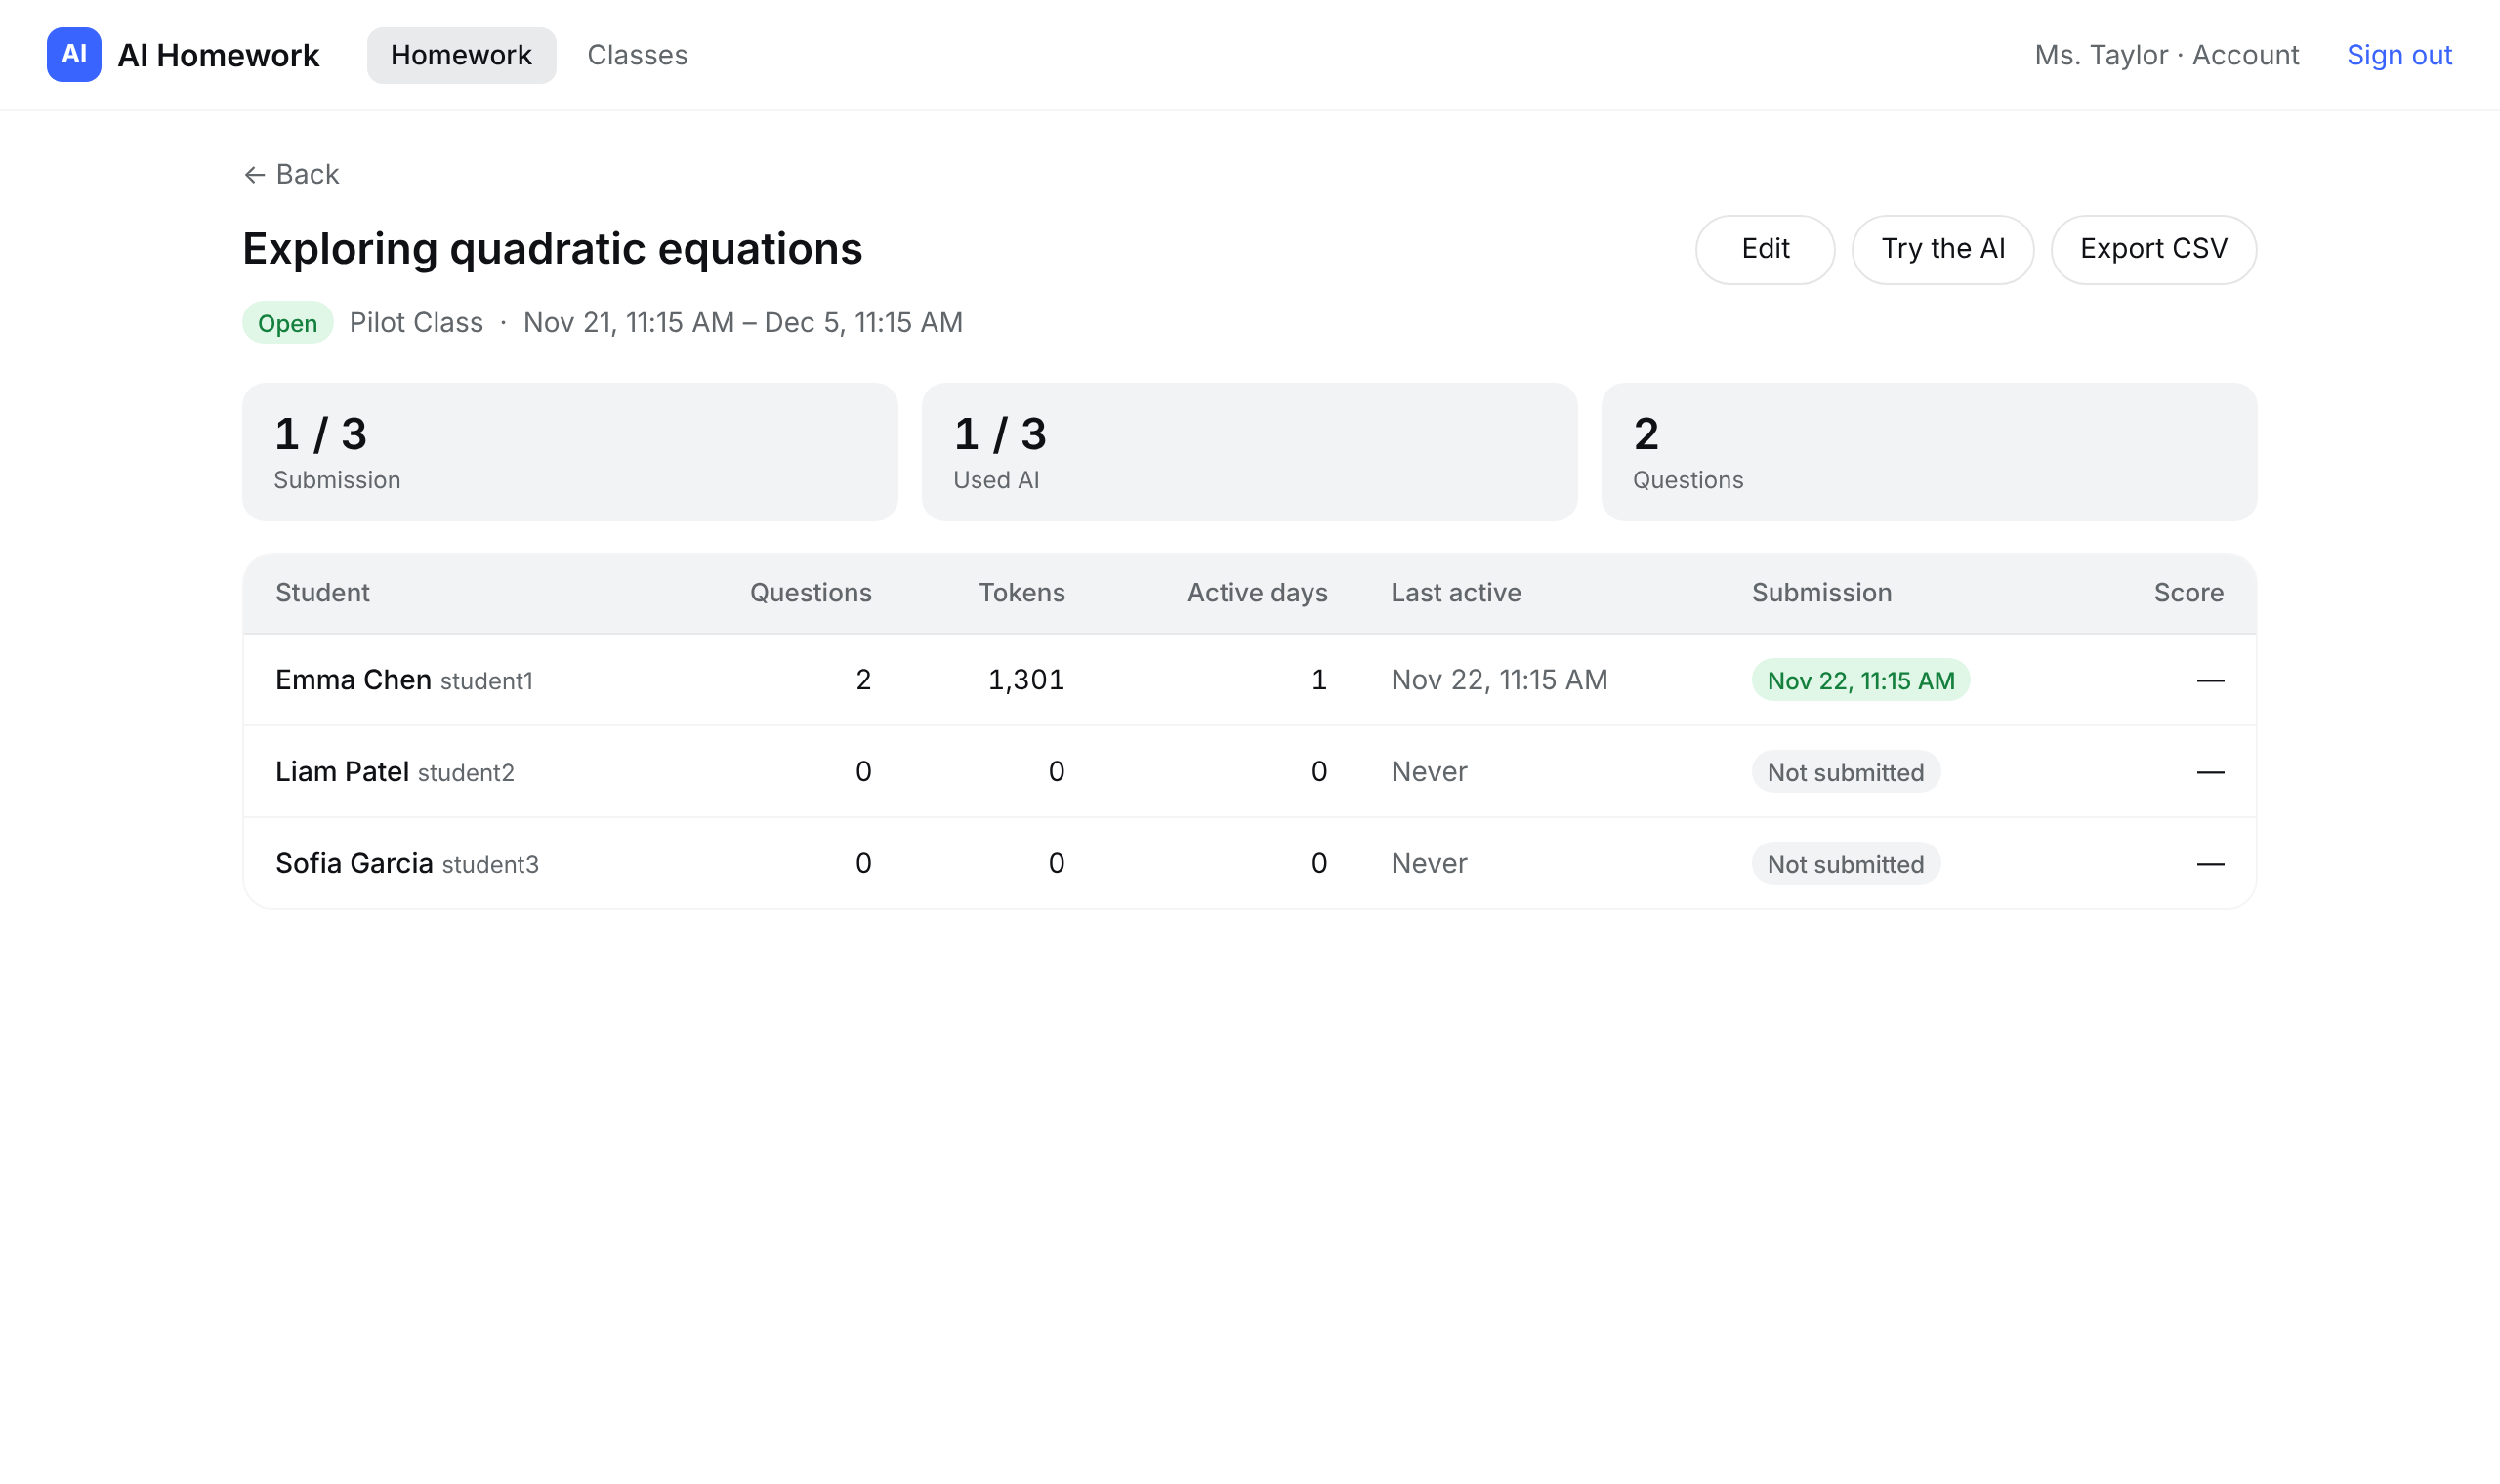 AI AI Homework Homework Classes Ms. Taylor · Account Sign out
← Back
Exploring quadratic equations Edit Try the AI Export CSV
Open Pilot Class · Nov 21, 11:15 AM – Dec 5, 11:15 AM
1 / 3 1 / 3 2
Submission Used AI Questions
Student Questions Tokens Active days Last active Submission Score
Emma Chen student1 2 1,301 1 Nov 22, 11:15 AM Nov 22, 11:15 AM —
Liam Patel student2 0 0 0 Never Not submitted —
Sofia Garcia student3 0 0 0 Never Not submitted —